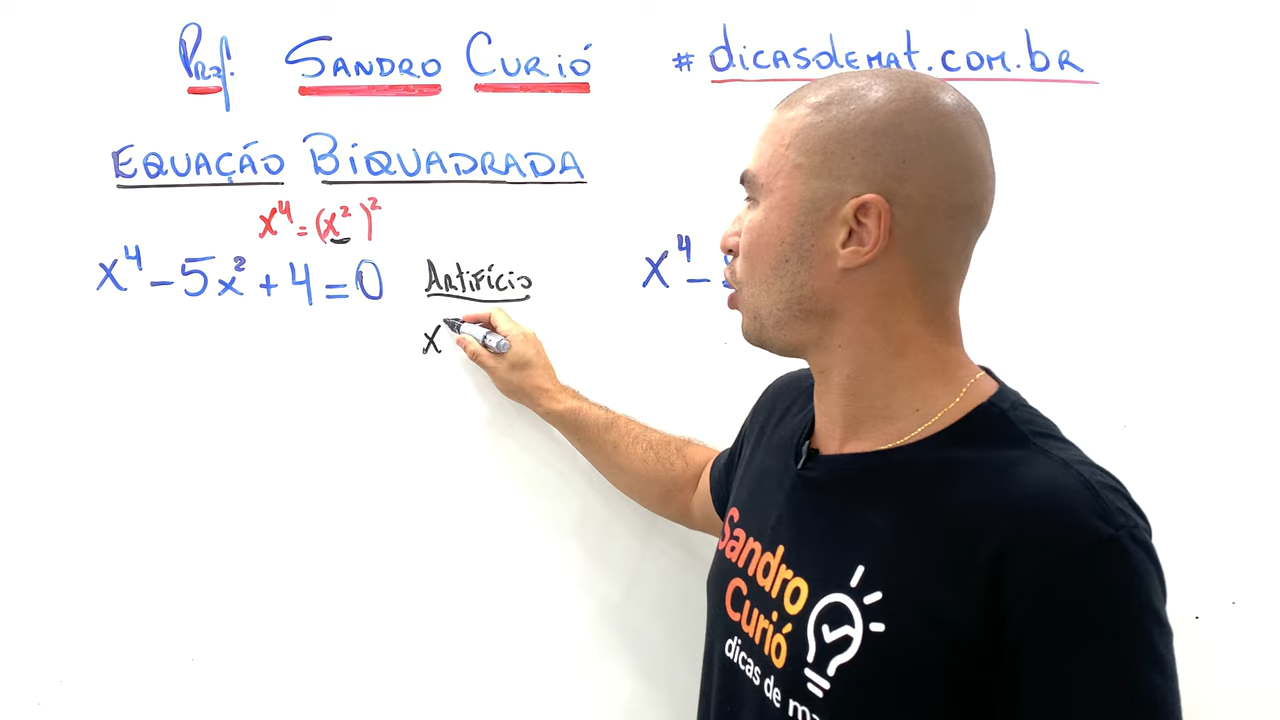 Prof. Sandro Curió # dicasdemat.com.br
Equação Biquadrada
x⁴ = (x²)²
x⁴ - 5x² + 4 = 0 Artifício x⁴ -
x
Sandro
Curió
dicas de ma